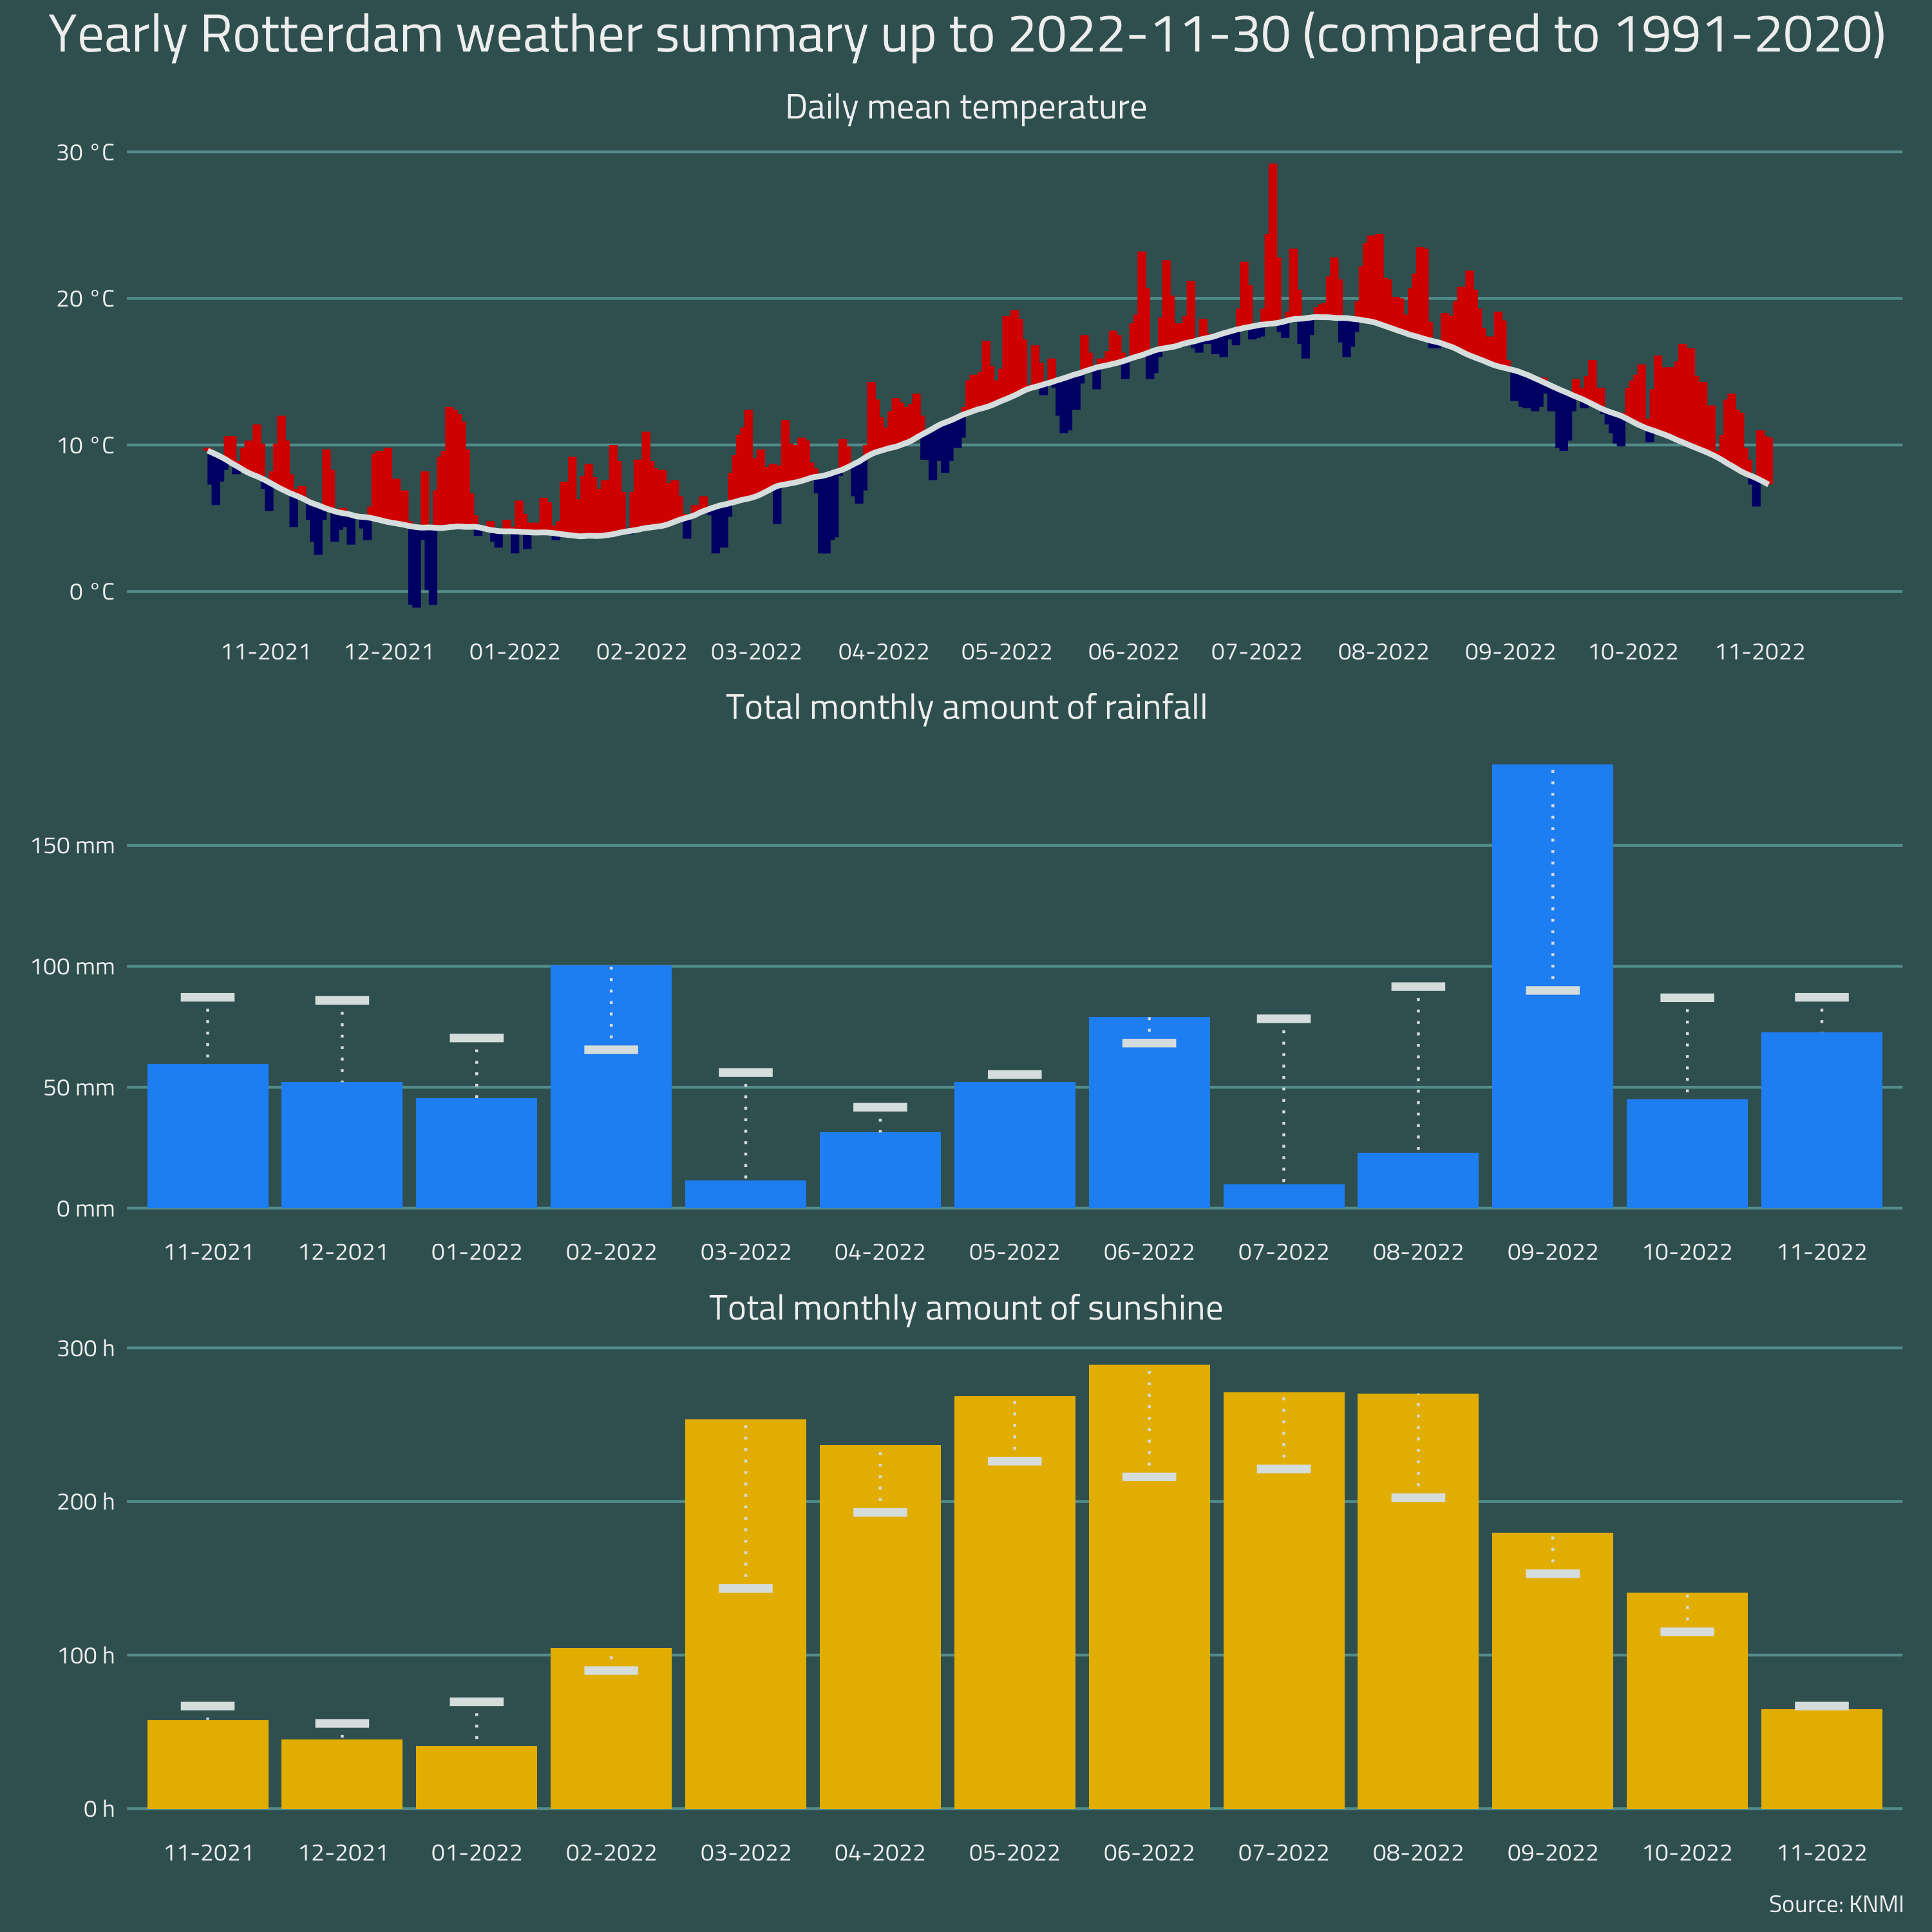 Yearly Rotterdam weather summary up to 2022-11-30 (compared to 1991-2020)
Daily mean temperature
30 °C
20 °C
10 °C
0 °C
11-2021 12-2021 01-2022 02-2022 03-2022 04-2022 05-2022 06-2022 07-2022 08-2022 09-2022 10-2022 11-2022
Total monthly amount of rainfall
150 mm
100 mm
50 mm
0 mm
11-2021 12-2021 01-2022 02-2022 03-2022 04-2022 05-2022 06-2022 07-2022 08-2022 09-2022 10-2022 11-2022
Total monthly amount of sunshine
300 h
200 h
100 h
0 h
11-2021 12-2021 01-2022 02-2022 03-2022 04-2022 05-2022 06-2022 07-2022 08-2022 09-2022 10-2022 11-2022
Source: KNMI